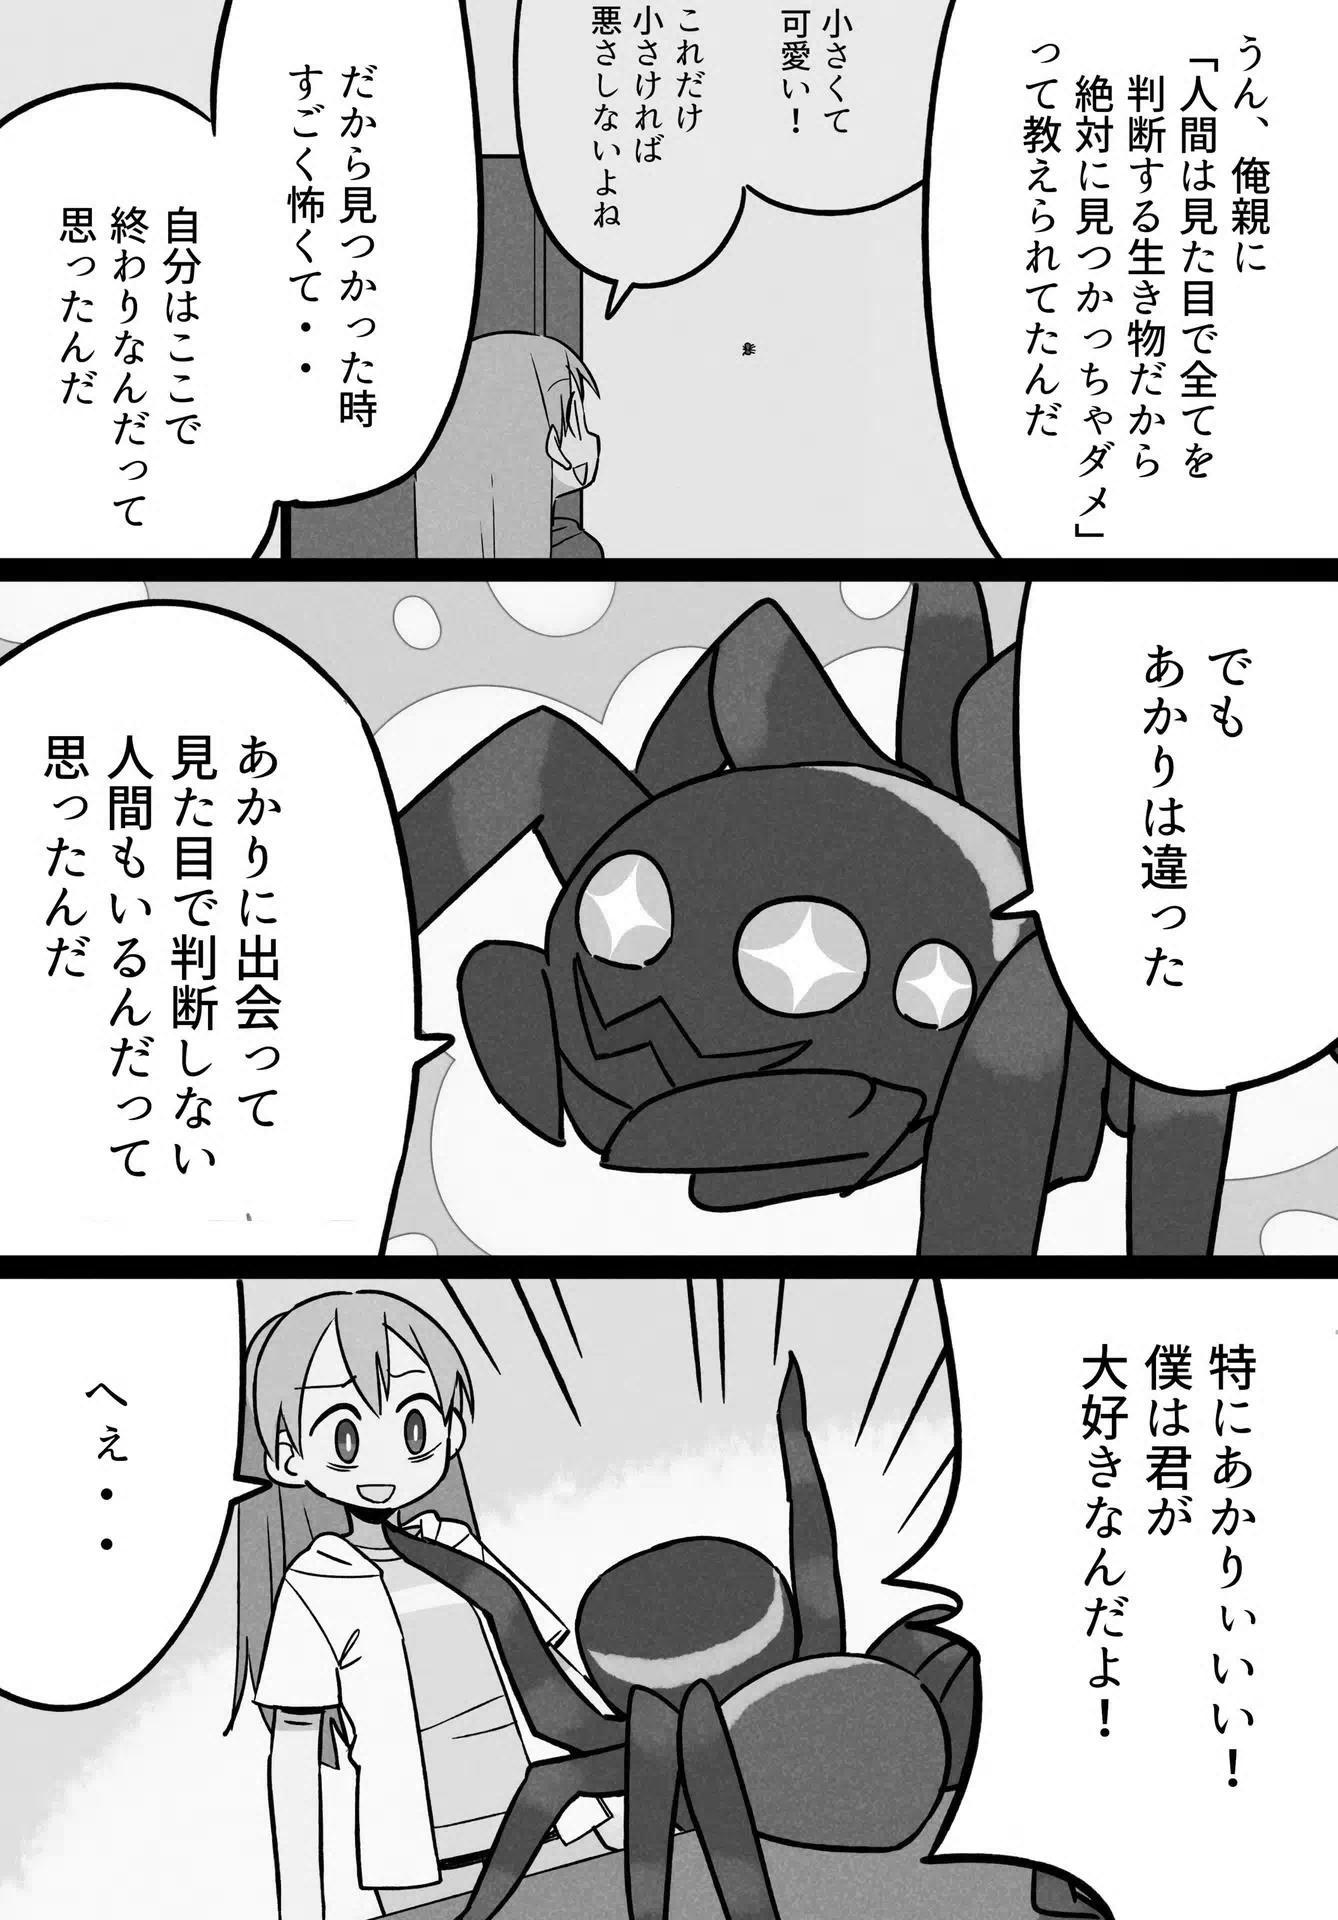 うん、俺親に
「人間は見た目で全てを
判断する生き物だから
絶対に見つかっちゃダメ」
って教えられてたんだ
小さくて
可愛い！
これだけ
小さければ
悪さしないよね
だから見つかった時
すごく怖くて・・
自分はここで
終わりなんだって
思ったんだ
でも
あかりは違った
あかりに出会って
見た目で判断しない
人間もいるんだって
思ったんだ
特にあかりぃいい！
僕は君が
大好きなんだよ！
へぇ・・